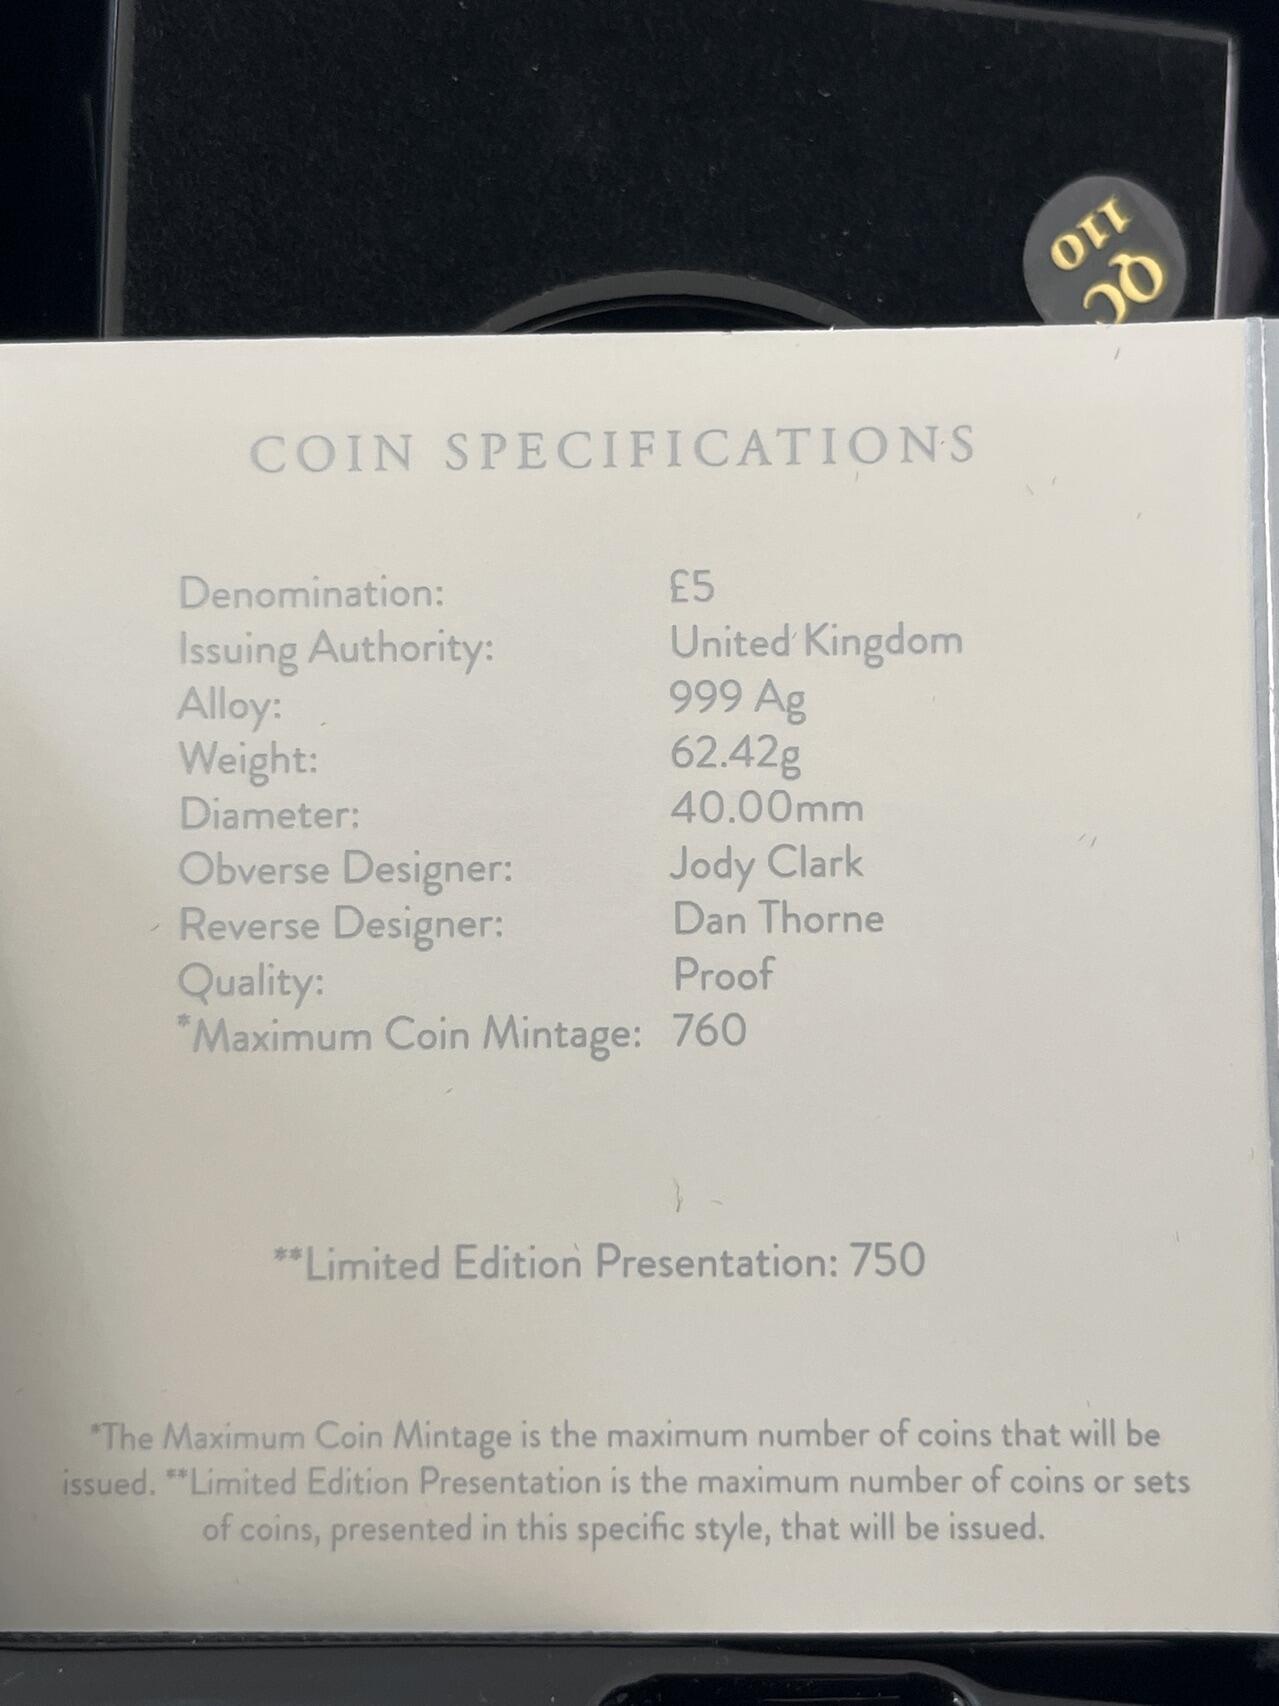 QC
110
COIN SPECIFICATIONS
Denomination: £5
Issuing Authority: United Kingdom
Alloy: 999 Ag
Weight: 62.42g
Diameter: 40.00mm
Obverse Designer: Jody Clark
Reverse Designer: Dan Thorne
Quality: Proof
*Maximum Coin Mintage: 760
**Limited Edition Presentation: 750
*The Maximum Coin Mintage is the maximum number of coins that will be
issued. **Limited Edition Presentation is the maximum number of coins or sets
of coins, presented in this specific style, that will be issued.